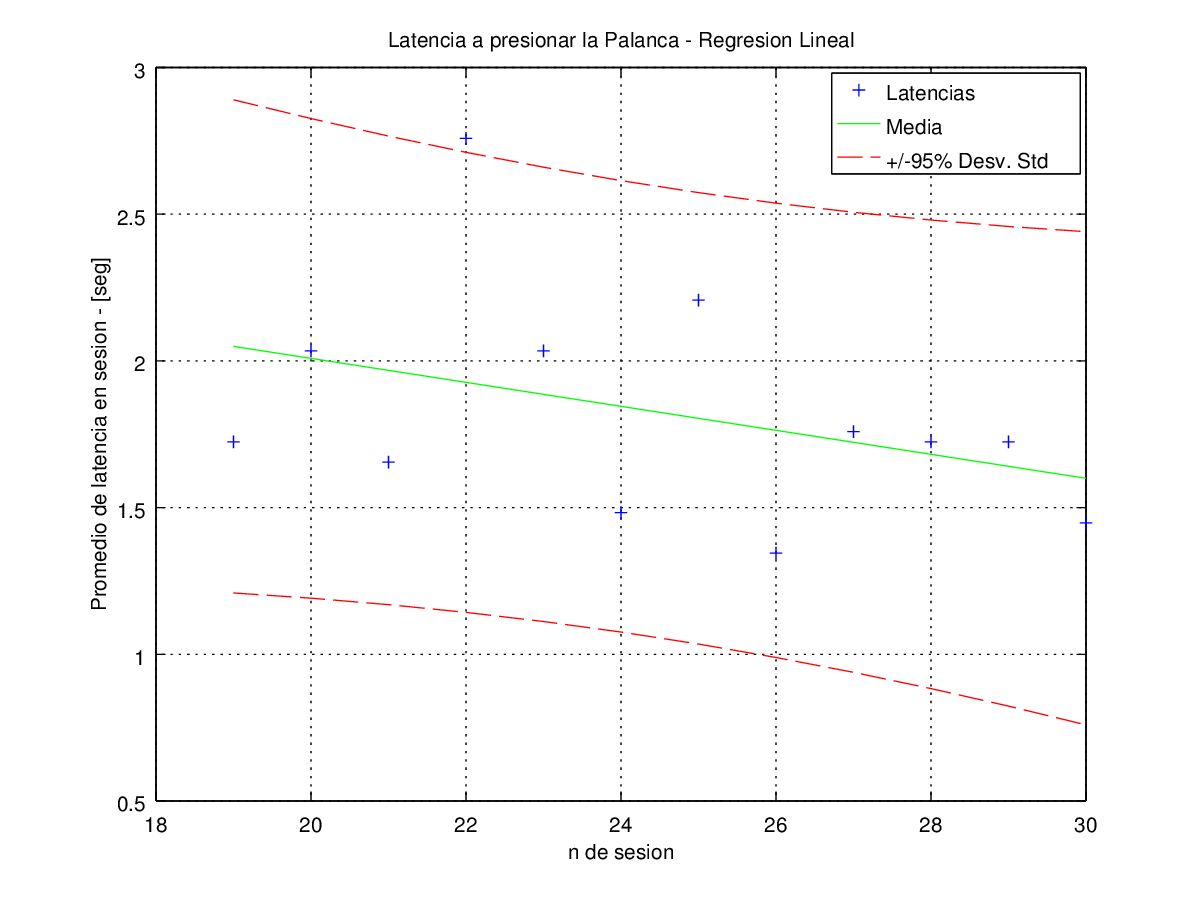 Latencia a presionar la Palanca - Regresion Lineal
Latencias
Media
+/-95% Desv. Std
3
2.5
2
1.5
1
0.5
Promedio de latencia en sesion - [seg]
18 20 22 24 26 28 30
n de sesion